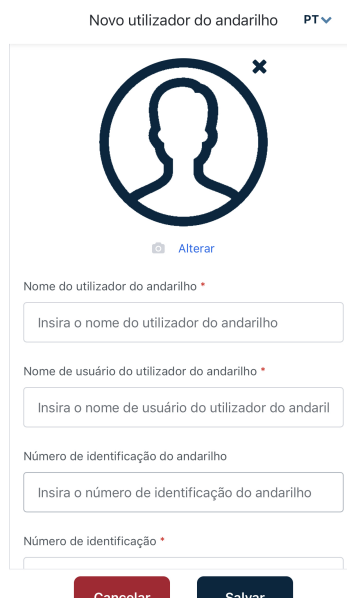 Novo utilizador do andarilho PT
Alterar
Nome do utilizador do andarilho *
Insira o nome do utilizador do andarilho
Nome de usuário do utilizador do andarilho *
Insira o nome de usuário do utilizador do andaril
Número de identificação do andarilho
Insira o número de identificação do andarilho
Número de identificação *
Cancelar Salvar